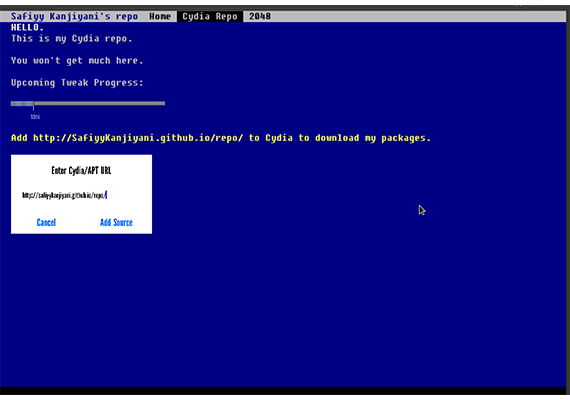 Safiyy Kanjiyani's repo Home Cydia Repo 2048
HELLO.
This is my Cydia repo.
You won't get much here.
Upcoming Tweak Progress:
Add http://SafiyyKanjiyani.github.io/repo/ to Cydia to download my packages.
Enter Cydia/APT URL
http://safiyykanjiyani.github.io/repo/
Cancel Add Source